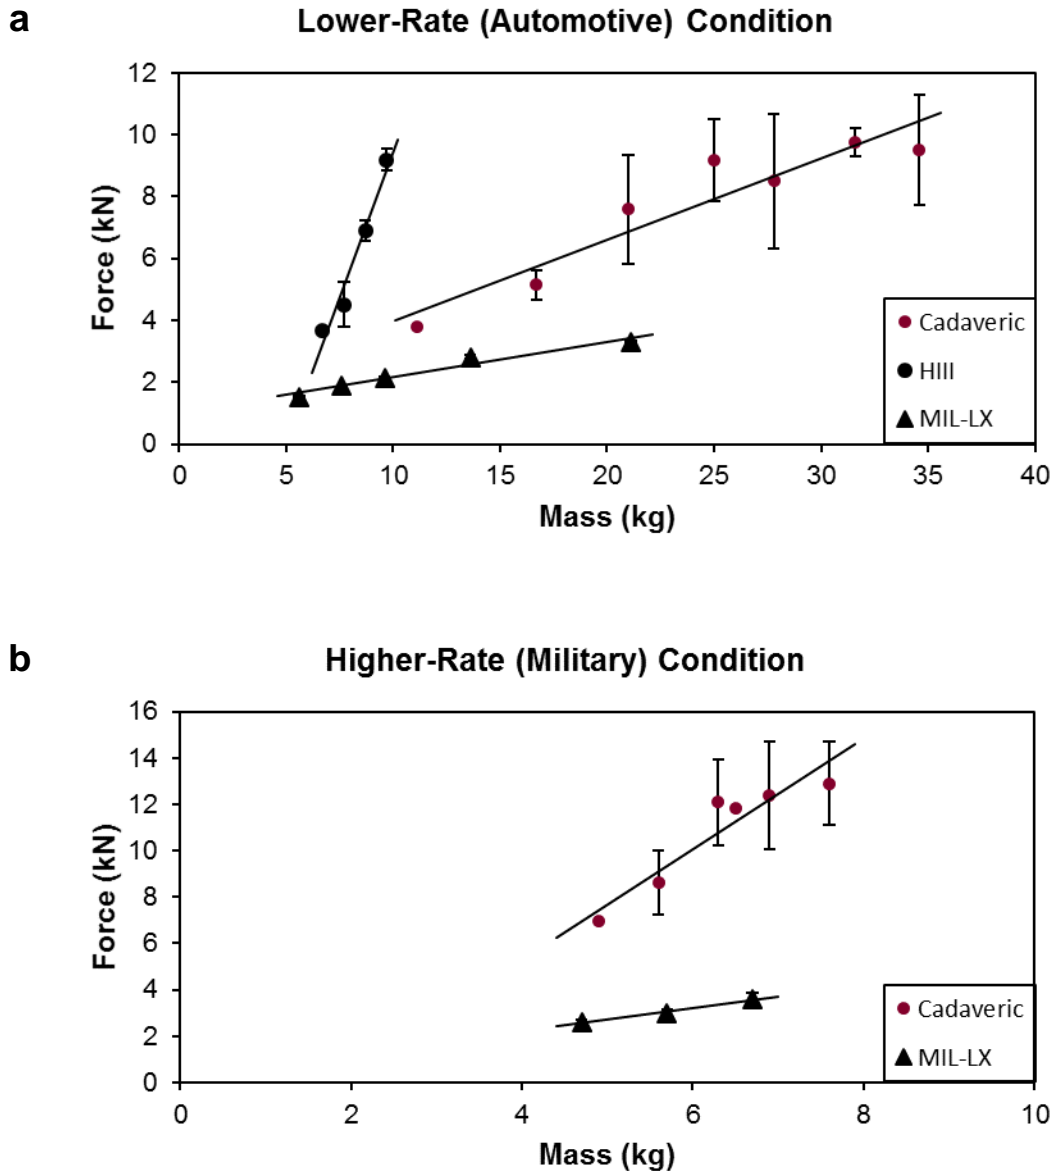 a
Lower-Rate (Automotive) Condition
12
10
8
6
4
2
0
Force (kN)
Cadaveric
HIII
MIL-LX
0 5 10 15 20 25 30 35 40
Mass (kg)
b
Higher-Rate (Military) Condition
16
14
12
10
8
6
4
2
0
Force (kN)
Cadaveric
MIL-LX
0 2 4 6 8 10
Mass (kg)